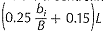 (0.25 b_i/B + 0.15)L